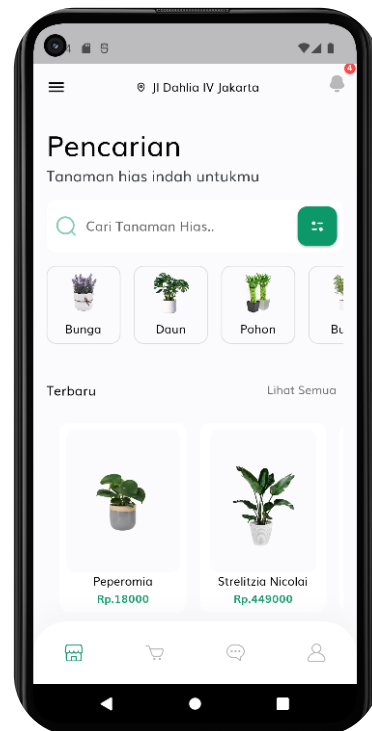 Jl Dahlia IV Jakarta
4
Pencarian
Tanaman hias indah untukmu
Cari Tanaman Hias..
Bunga
Daun
Pohon
Bu
Terbaru
Lihat Semua
Peperomia
Strelitzia Nicolai
Rp.18000
Rp.449000